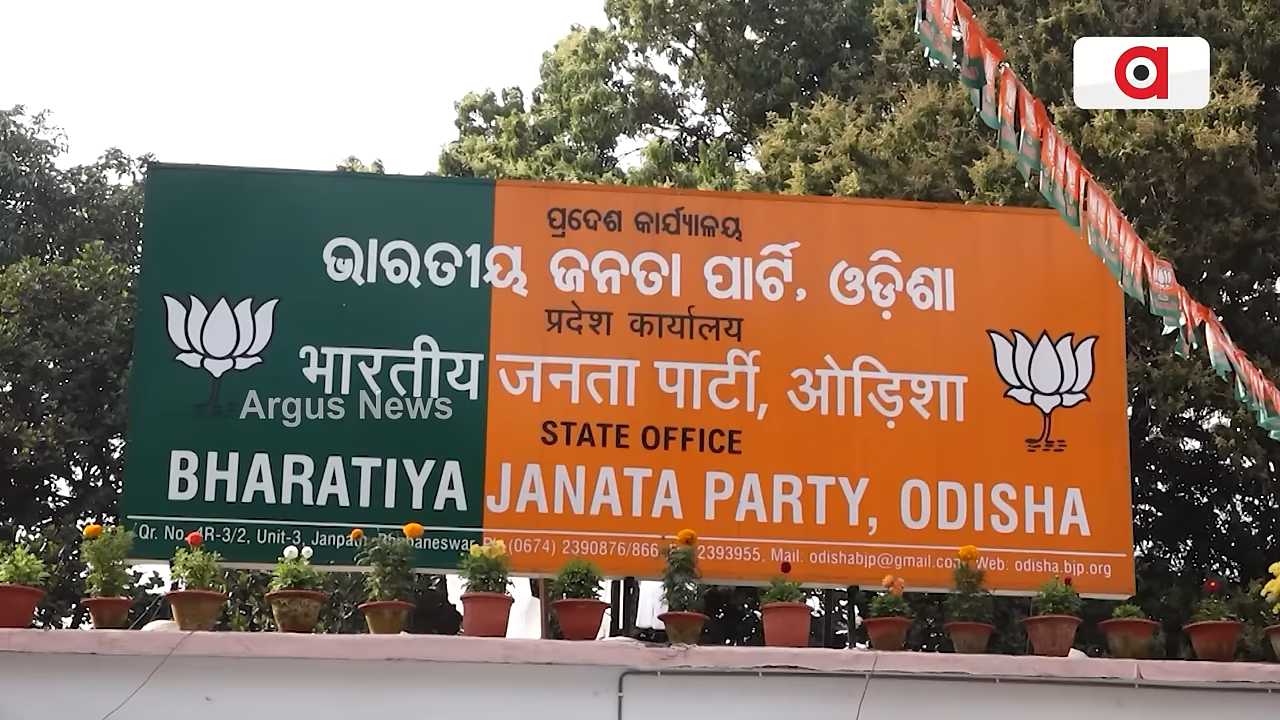 ପ୍ରଦେଶ କାର୍ଯ୍ୟାଳୟ
ଭାରତୀୟ ଜନତା ପାର୍ଟି, ଓଡ଼ିଶା
प्रदेश कार्यालय
भारतीय जनता पार्टी, ओड़िशा
Argus News
STATE OFFICE
BHARATIYA JANATA PARTY, ODISHA
Qr. No. 4R-3/2, Unit-3, Janpath, Bhubaneswar, (0674) 2390876/866, 2393955, Mail: odishabjp@gmail.com Web: odisha.bjp.org